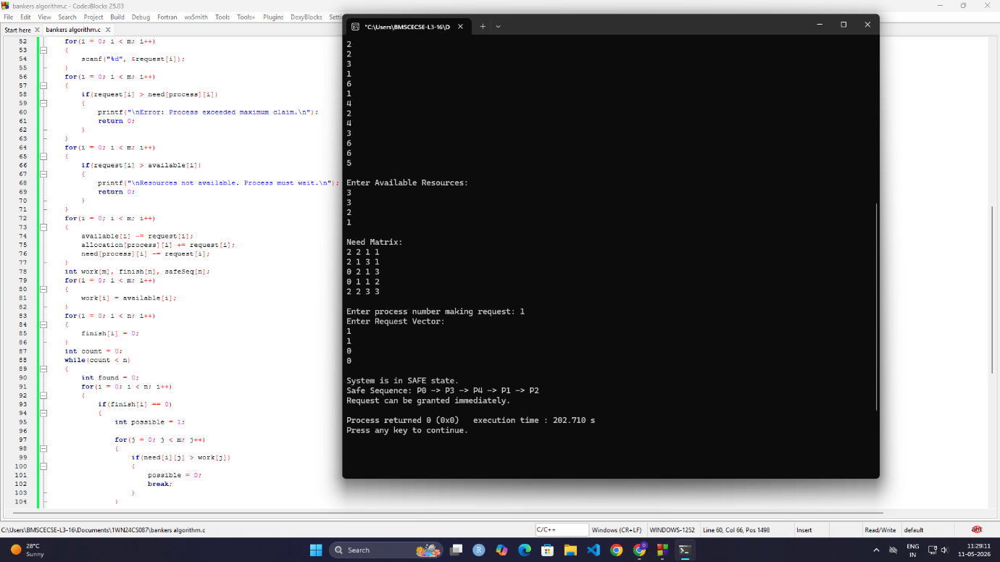 bankers algorithm.c - Code::Blocks 25.03
File Edit View Search Project Build Debug Fortran wxSmith Tools Tools+ Plugins DoxyBlocks
Start here bankers algorithm.c
52 for(i = 0; i < m; i++)
53 {
54 scanf("%d", &request[i]);
55 }
56 for(i = 0; i < m; i++)
57 {
58 if(request[i] > need[process][i])
59 {
60 printf("\nError: Process exceeded maximum claim.\n");
61 return 0;
62 }
63 }
64 for(i = 0; i < m; i++)
65 {
66 if(request[i] > available[i])
67 {
68 printf("\nResources not available. Process must wait.\n");
69 return 0;
70 }
71 }
72 for(i = 0; i < m; i++)
73 {
74 available[i] -= request[i];
75 allocation[process][i] += request[i];
76 need[process][i] -= request[i];
77 }
78 int work[m], finish[n], safeSeq[n];
79 for(i = 0; i < m; i++)
80 {
81 work[i] = available[i];
82 }
83 for(i = 0; i < n; i++)
84 {
85 finish[i] = 0;
86 }
87 int count = 0;
88 while(count < n)
89 {
90 int found = 0;
91 for(i = 0; i < n; i++)
92 {
93 if(finish[i] == 0)
94 {
95 int possible = 1;
96
97 for(j = 0; j < m; j++)
98 {
99 if(need[i][j] > work[j])
100 {
101 possible = 0;
102 break;
103 }
104 }
"C:\Users\BMSCECSE-L3-16\D
2
2
3
1
6
1
4
2
4
3
6
6
5
Enter Available Resources:
3
3
2
1
Need Matrix:
2 2 1 1
2 1 3 1
0 2 1 3
0 1 1 2
2 2 3 3
Enter process number making request: 1
Enter Request Vector:
1
1
0
0
System is in SAFE state.
Safe Sequence: P0 -> P3 -> P4 -> P1 -> P2
Request can be granted immediately.
Process returned 0 (0x0) execution time : 202.710 s
Press any key to continue.
C:\Users\BMSCECSE-L3-16\Documents\1WN24CS087\bankers algorithm.c C/C++ Windows (CR+LF) WINDOWS-1252 Line 60, Col 66, Pos 1498 Insert Read/Write default
28°C
Sunny
Search
ENG
IN
11:29:11
11-05-2026